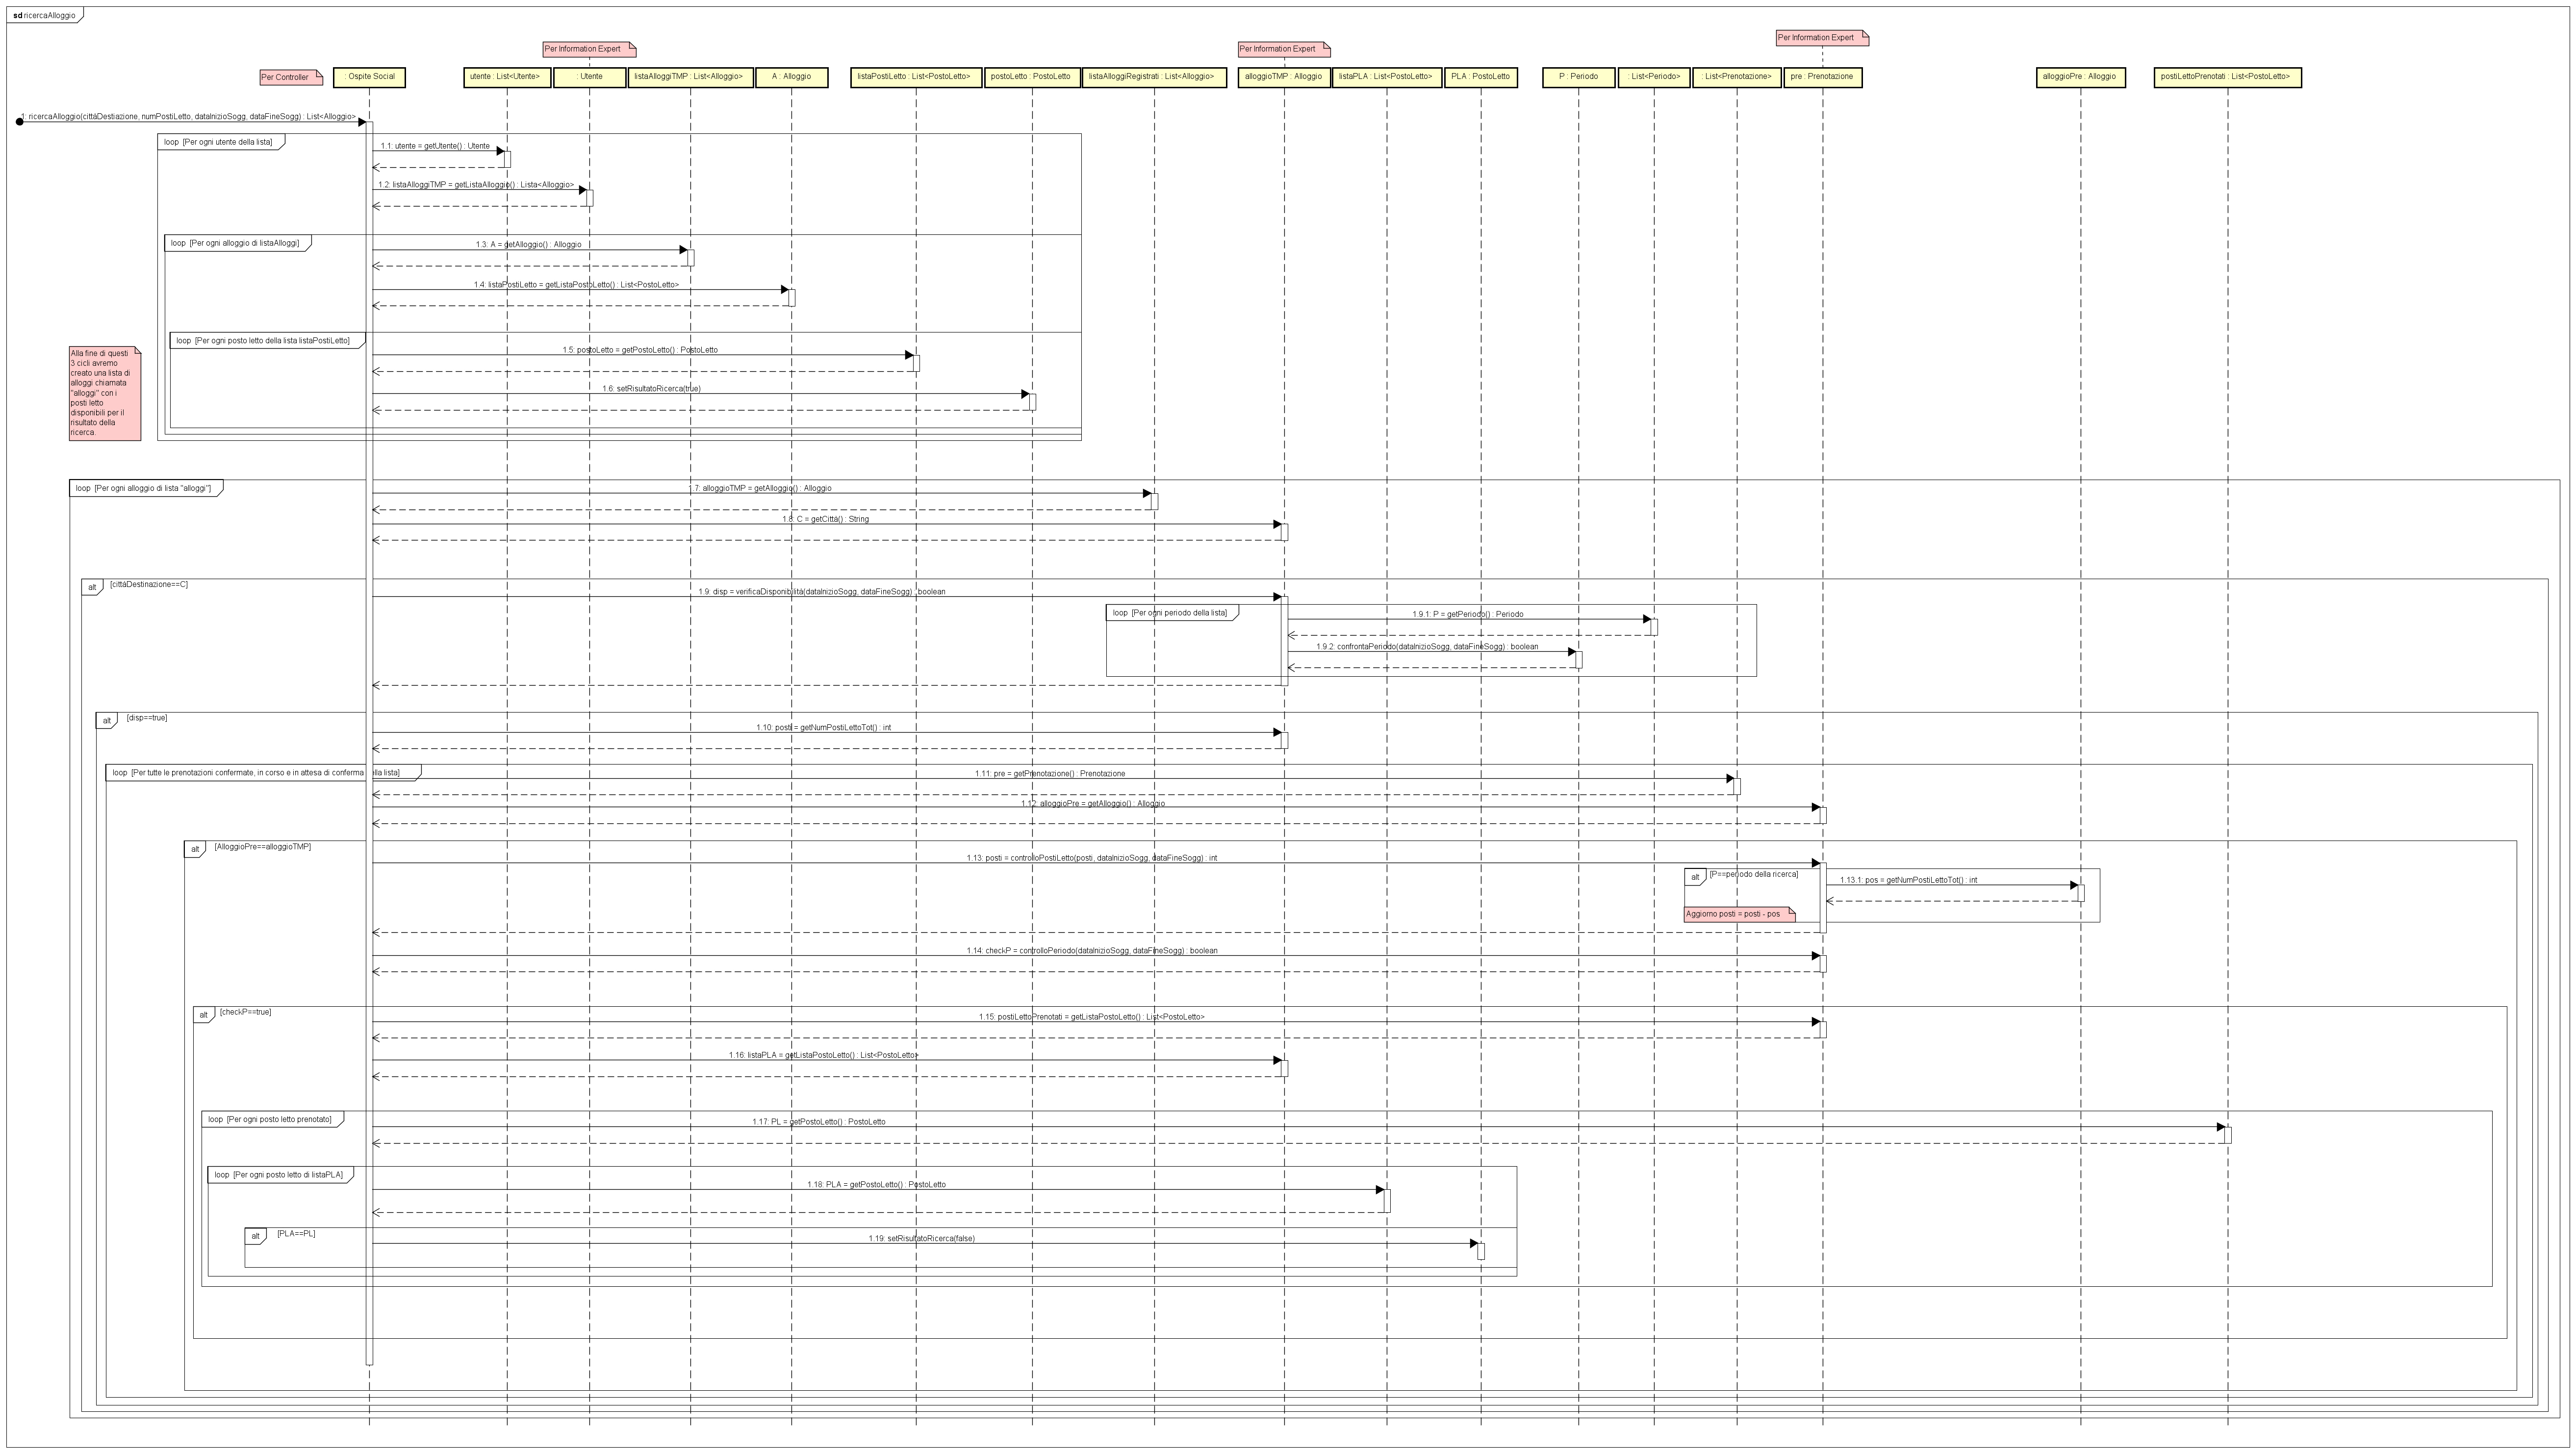 sd ricercaAlloggio
Per Information Expert
Per Information Expert
Per Information Expert
Per Controller
: Ospite Social
utente : List<Utente>
: Utente
listaAlloggiTMP : List<Alloggio>
A : Alloggio
listaPostiLetto : List<PostoLetto>
postoLetto : PostoLetto
listaAlloggiRegistrati : List<Alloggio>
alloggioTMP : Alloggio
listaPLA : List<PostoLetto>
PLA : PostoLetto
P : Periodo
: List<Periodo>
: List<Prenotazione>
pre : Prenotazione
alloggioPre : Alloggio
postiLettoPrenotati : List<PostoLetto>
1: ricercaAlloggio(cittàDestiazione, numPostiLetto, dataInizioSogg, dataFineSogg) : List<Alloggio>
loop [Per ogni utente della lista]
1.1: utente = getUtente() : Utente
1.2: listaAlloggiTMP = getListaAlloggio() : Lista<Alloggio>
loop [Per ogni alloggio di listaAlloggi]
1.3: A = getAlloggio() : Alloggio
1.4: listaPostiLetto = getListaPostoLetto() : List<PostoLetto>
loop [Per ogni posto letto della lista listaPostiLetto]
1.5: postoLetto = getPostoLetto() : PostoLetto
1.6: setRisultatoRicerca(true)
Alla fine di questi
3 cicli avremo
creato una lista di
alloggi chiamata
"alloggi" con i
posti letto
disponibili per il
risultato della
ricerca.
loop [Per ogni alloggio di lista "alloggi"]
1.7: alloggioTMP = getAlloggio() : Alloggio
1.8: C = getCittà() : String
alt [cittàDestinazione==C]
1.9: disp = verificaDisponibilità(dataInizioSogg, dataFineSogg) : boolean
loop [Per ogni periodo della lista]
1.9.1: P = getPeriodo() : Periodo
1.9.2: confrontaPeriodo(dataInizioSogg, dataFineSogg) : boolean
alt [disp==true]
1.10: posti = getNumPostiLettoTot() : int
loop [Per tutte le prenotazioni confermate, in corso e in attesa di conferma della lista]
1.11: pre = getPrenotazione() : Prenotazione
1.12: alloggioPre = getAlloggio() : Alloggio
alt [AlloggioPre==alloggioTMP]
1.13: posti = controlloPostiLetto(posti, dataInizioSogg, dataFineSogg) : int
alt [P==periodo della ricerca]
1.13.1: pos = getNumPostiLettoTot() : int
Aggiorno posti = posti - pos
1.14: checkP = controlloPeriodo(dataInizioSogg, dataFineSogg) : boolean
alt [checkP==true]
1.15: postiLettoPrenotati = getListaPostoLetto() : List<PostoLetto>
1.16: listaPLA = getListaPostoLetto() : List<PostoLetto>
loop [Per ogni posto letto prenotato]
1.17: PL = getPostoLetto() : PostoLetto
loop [Per ogni posto letto di listaPLA]
1.18: PLA = getPostoLetto() : PostoLetto
alt [PLA==PL]
1.19: setRisultatoRicerca(false)